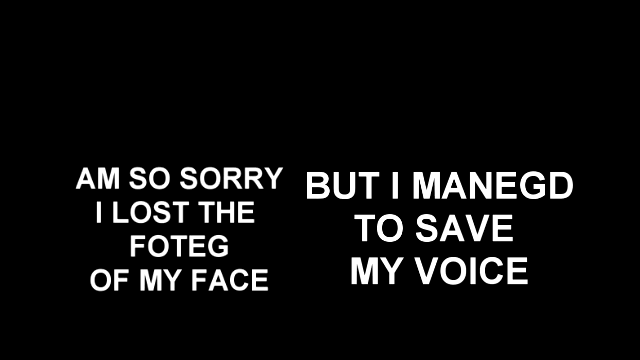 AM SO SORRY
I LOST THE
FOTEG
OF MY FACE
BUT I MANEGD
TO SAVE
MY VOICE